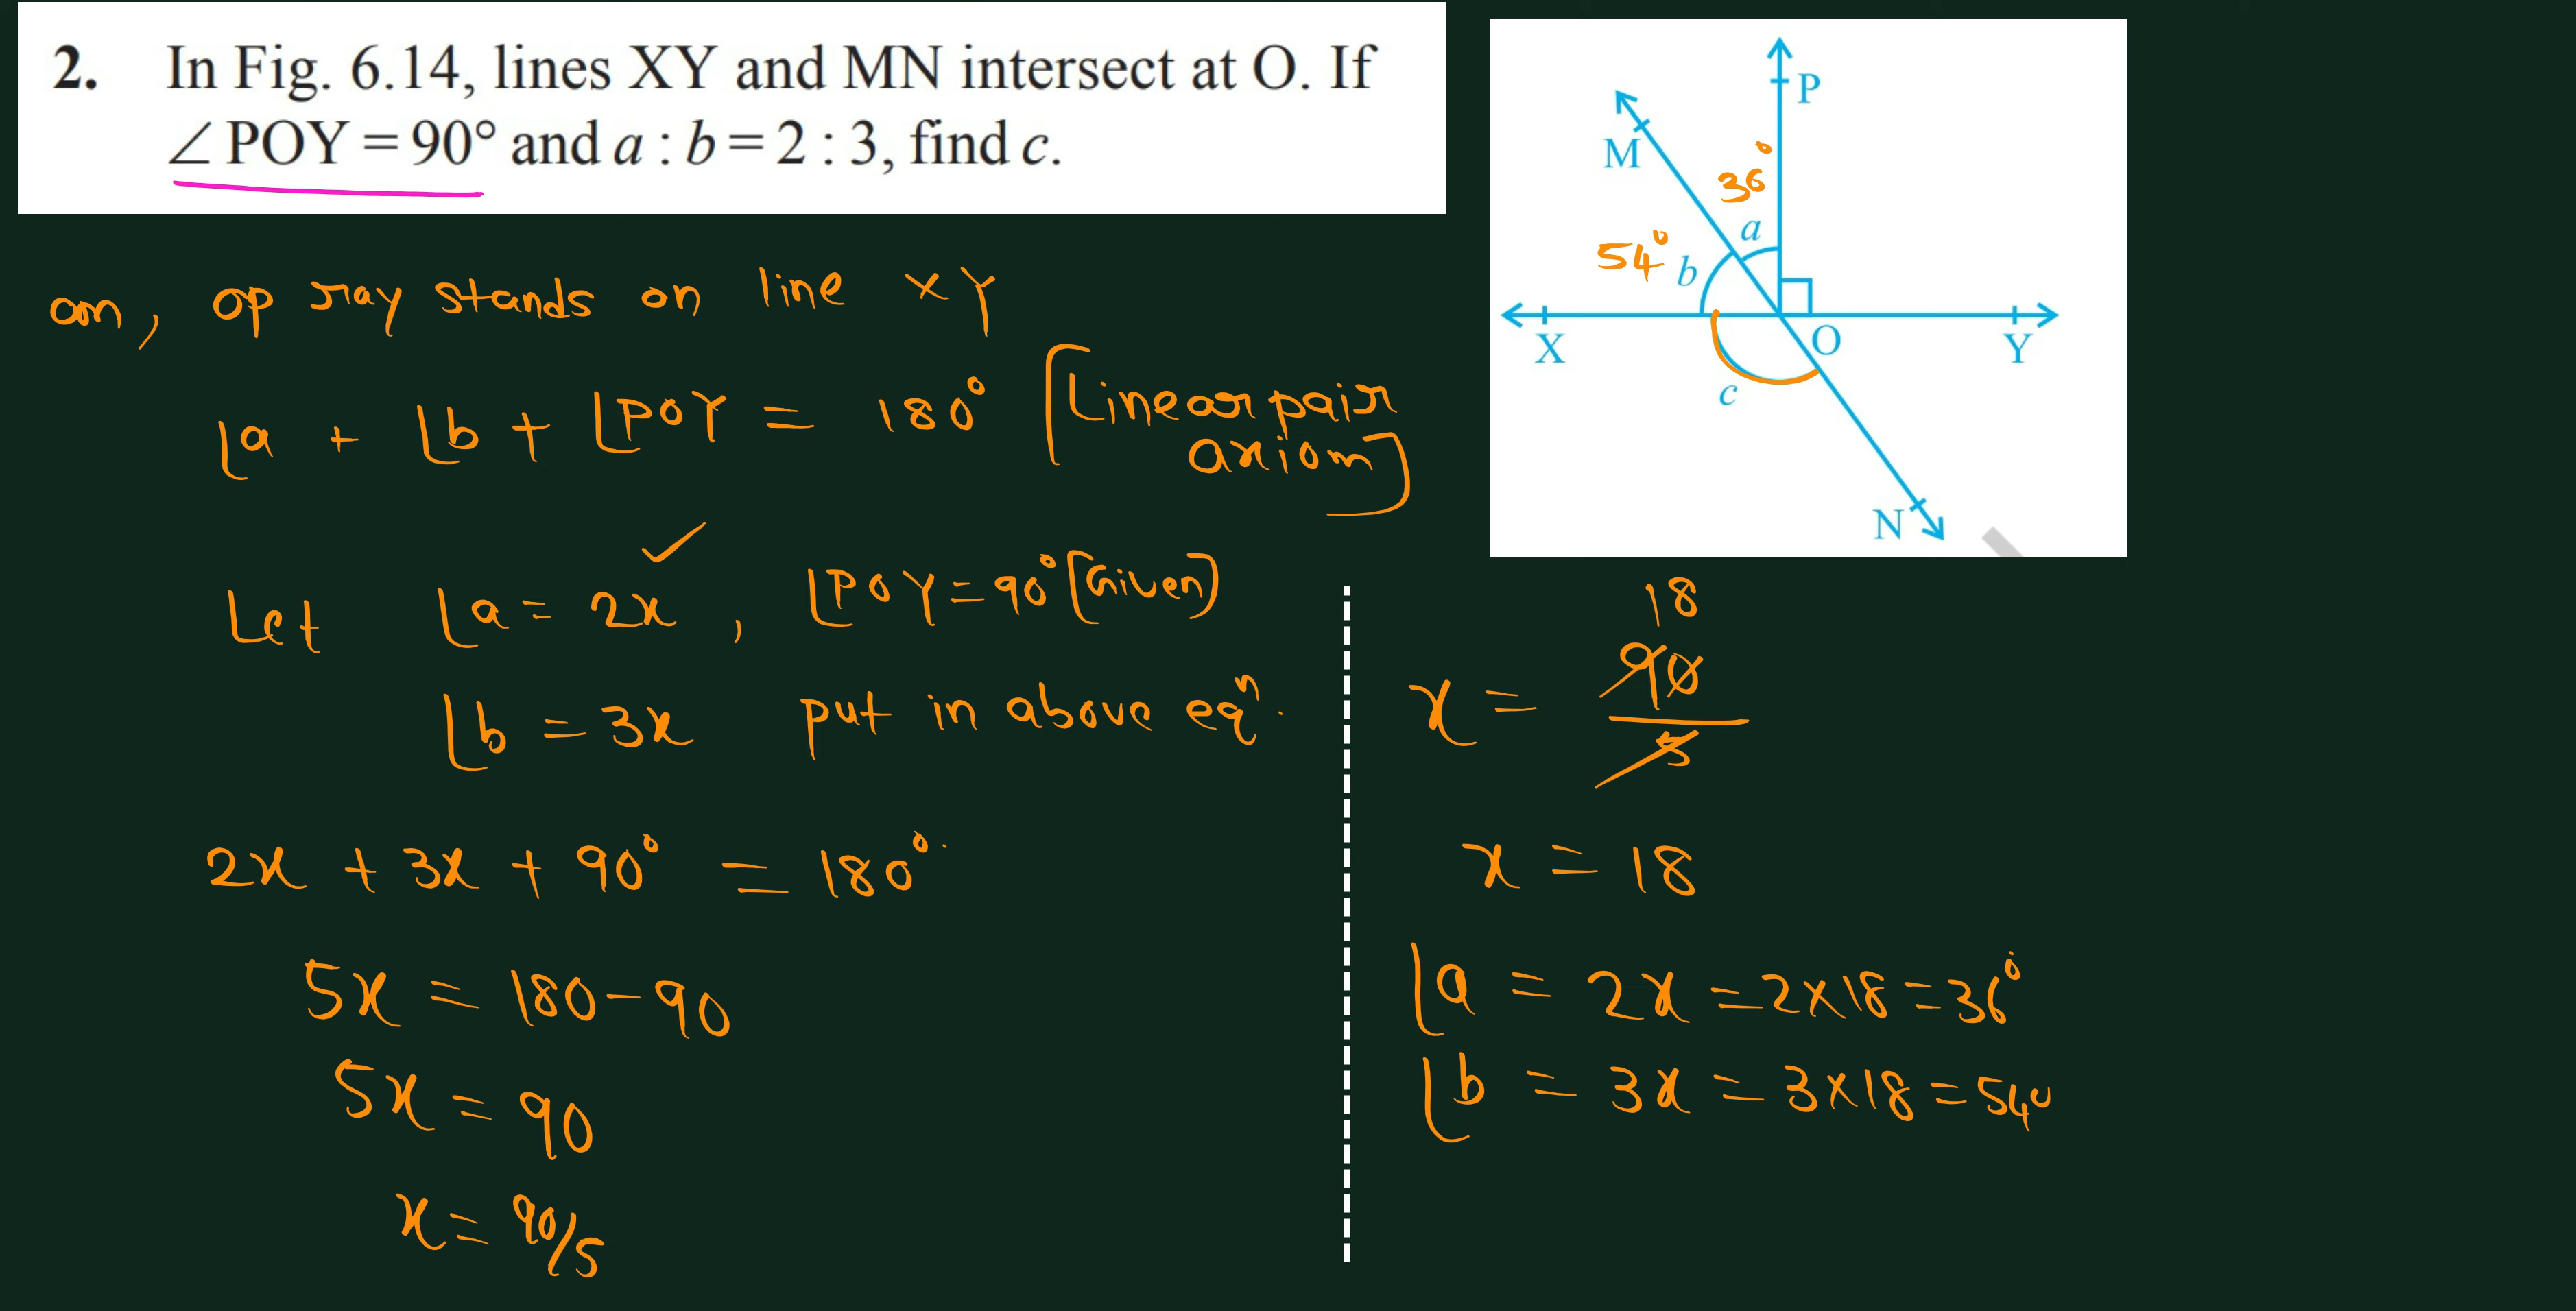 2. In Fig. 6.14, lines XY and MN intersect at O. If
∠POY = 90° and a : b = 2 : 3, find c.
P
M
36°
a
54°
b
X
O
Y
c
N
an, op ray stands on line XY
∠a + ∠b + ∠POY = 180° [Linear pair
axiom]
Let ∠a = 2x ✓, ∠POY = 90° [Given]
∠b = 3x put in above eqⁿ.
2x + 3x + 90° = 180°.
5x = 180 - 90
5x = 90
x = 90/5
18
x = 90
5
x = 18
∠a = 2x = 2×18 = 36°
∠b = 3x = 3×18 = 54°